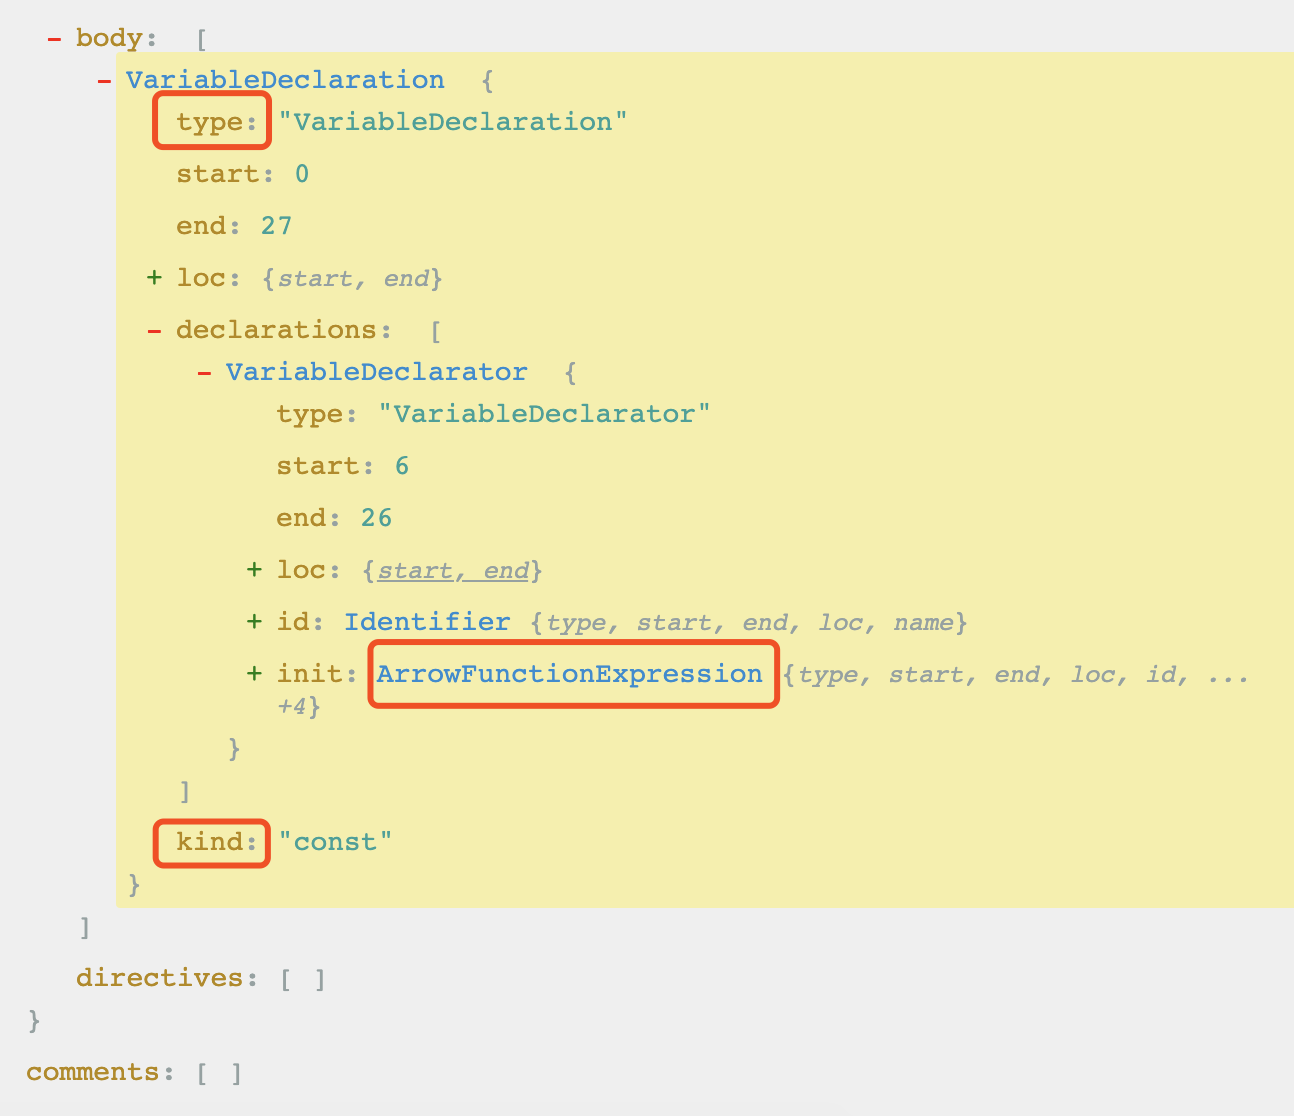 - body: [
- VariableDeclaration {
type: "VariableDeclaration"
start: 0
end: 27
+ loc: {start, end}
- declarations: [
- VariableDeclarator {
type: "VariableDeclarator"
start: 6
end: 26
+ loc: {start, end}
+ id: Identifier {type, start, end, loc, name}
+ init: ArrowFunctionExpression {type, start, end, loc, id, ...
+4}
}
]
kind: "const"
}
]
directives: [ ]
}
comments: [ ]